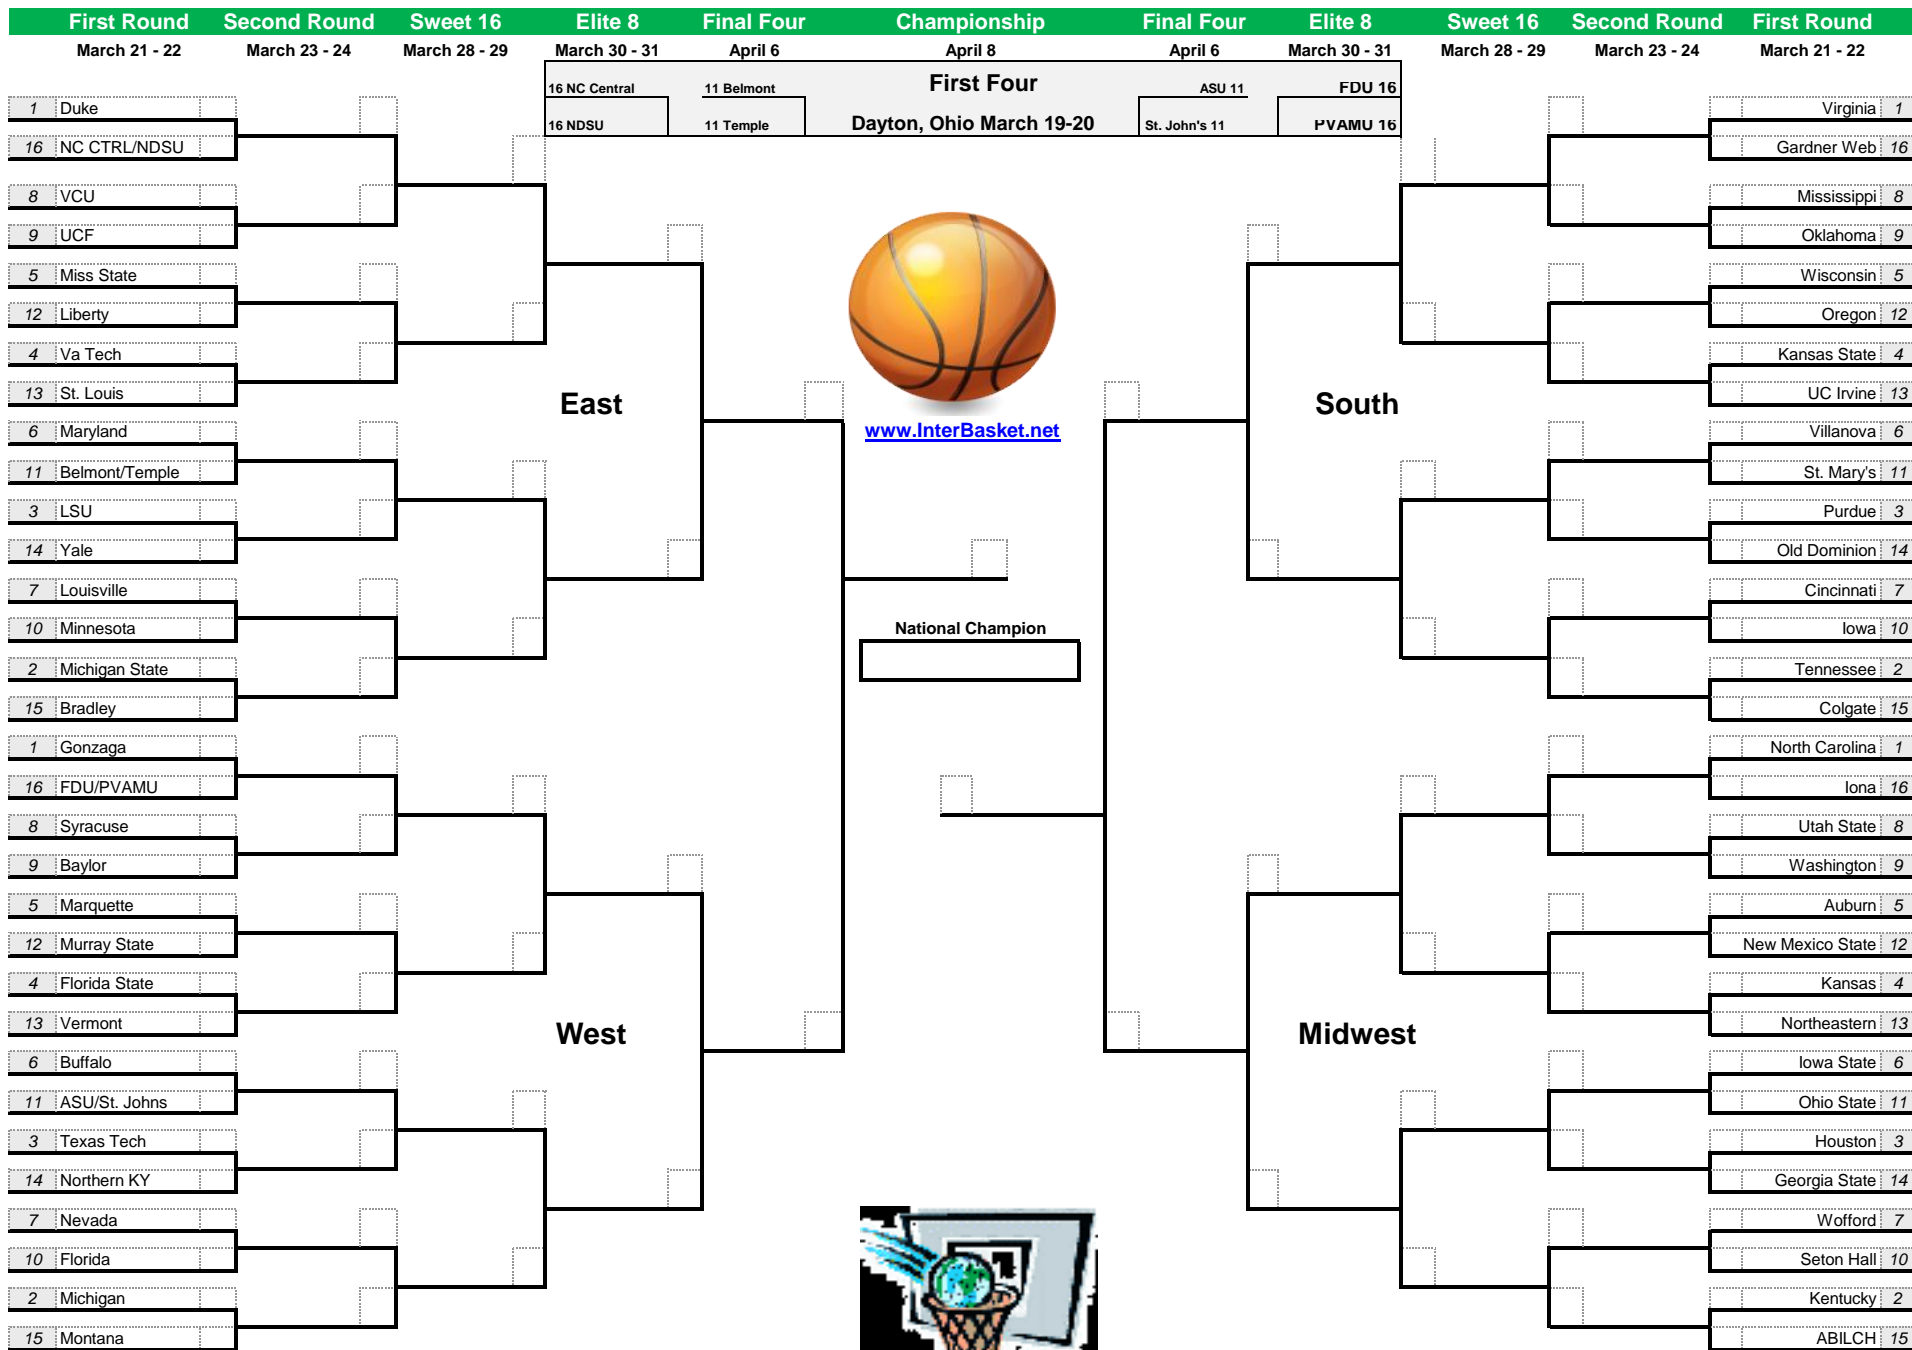 First Round Second Round Sweet 16 Elite 8 Final Four Championship Final Four Elite 8 Sweet 16 Second Round First Round
March 21 - 22 March 23 - 24 March 28 - 29 March 30 - 31 April 6 April 8 April 6 March 30 - 31 March 28 - 29 March 23 - 24 March 21 - 22
16 NC Central 11 Belmont First Four ASU 11 FDU 16
16 NDSU 11 Temple Dayton, Ohio March 19-20 St. John's 11 PVAMU 16
1 Duke Virginia 1
16 NC CTRL/NDSU Gardner Web 16
8 VCU Mississippi 8
9 UCF Oklahoma 9
5 Miss State Wisconsin 5
12 Liberty Oregon 12
4 Va Tech Kansas State 4
13 St. Louis UC Irvine 13
East South
www.InterBasket.net
6 Maryland Villanova 6
11 Belmont/Temple St. Mary's 11
3 LSU Purdue 3
14 Yale Old Dominion 14
7 Louisville Cincinnati 7
10 Minnesota National Champion Iowa 10
2 Michigan State Tennessee 2
15 Bradley Colgate 15
1 Gonzaga North Carolina 1
16 FDU/PVAMU Iona 16
8 Syracuse Utah State 8
9 Baylor Washington 9
5 Marquette Auburn 5
12 Murray State New Mexico State 12
4 Florida State Kansas 4
13 Vermont Northeastern 13
West Midwest
6 Buffalo Iowa State 6
11 ASU/St. Johns Ohio State 11
3 Texas Tech Houston 3
14 Northern KY Georgia State 14
7 Nevada Wofford 7
10 Florida Seton Hall 10
2 Michigan Kentucky 2
15 Montana ABILCH 15